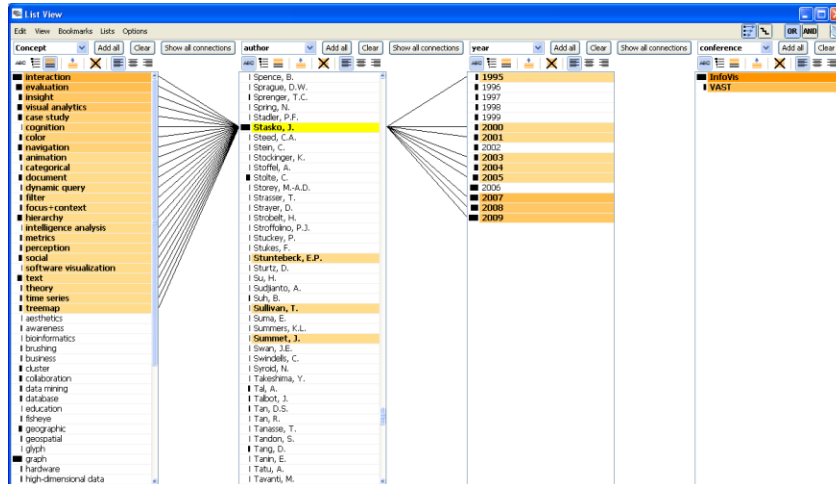 List View
Edit View Bookmarks Lists Options
OR AND
Concept Add all Clear Show all connections
author Add all Clear Show all connections
year Add all Clear Show all connections
conference Add all Clear
interaction
evaluation
insight
visual analytics
case study
cognition
color
navigation
animation
categorical
document
dynamic query
filter
focus+context
hierarchy
intelligence analysis
metrics
perception
social
software visualization
text
theory
time series
treemap
aesthetics
awareness
bioinformatics
brushing
business
cluster
collaboration
data mining
database
education
fisheye
geographic
geospatial
glyph
graph
hardware
high-dimensional data
Spence, B.
Sprague, D.W.
Sprenger, T.C.
Spring, N.
Stadler, P.F.
Stasko, J.
Steed, C.A.
Stein, C.
Stockinger, K.
Stoffel, A.
Stolte, C.
Storey, M.-A.D.
Strasser, T.
Strayer, D.
Strobelt, H.
Stroffolino, P.J.
Stuckey, P.
Stukes, F.
Stuntebeck, E.P.
Sturtz, D.
Su, H.
Sudjianto, A.
Suh, B.
Sullivan, T.
Suma, E.
Summers, K.L.
Summet, J.
Swan, J.E.
Swindells, C.
Syroid, N.
Takeshima, Y.
Tal, A.
Talbot, J.
Tan, D.S.
Tan, R.
Tanasse, T.
Tandon, S.
Tang, D.
Tanin, E.
Tatu, A.
Tavanti, M.
1995
1996
1997
1998
1999
2000
2001
2002
2003
2004
2005
2006
2007
2008
2009
InfoVis
VAST